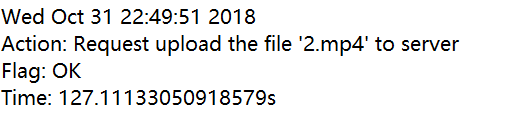 Wed Oct 31 22:49:51 2018
Action: Request upload the file '2.mp4' to server
Flag: OK
Time: 127.11133050918579s